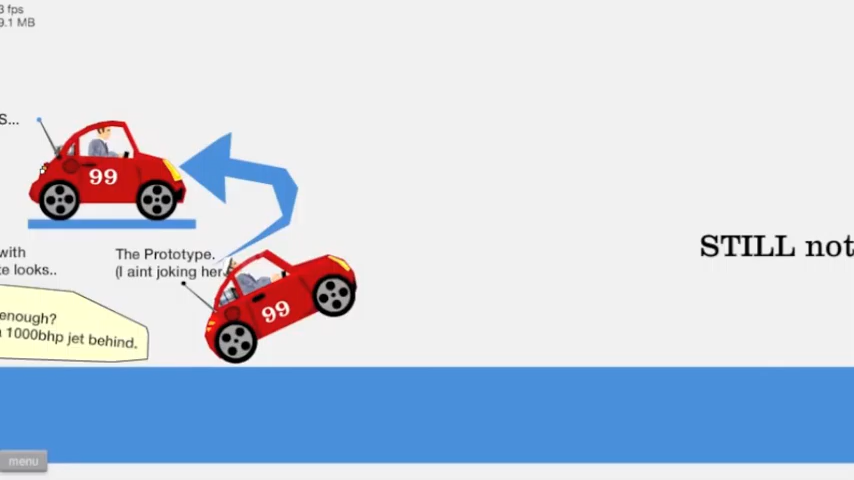 3 fps
9.1 MB
S...
99
with
te looks..
The Prototype.
(I aint joking her
99
STILL not
enough?
a 1000bhp jet behind.
menu